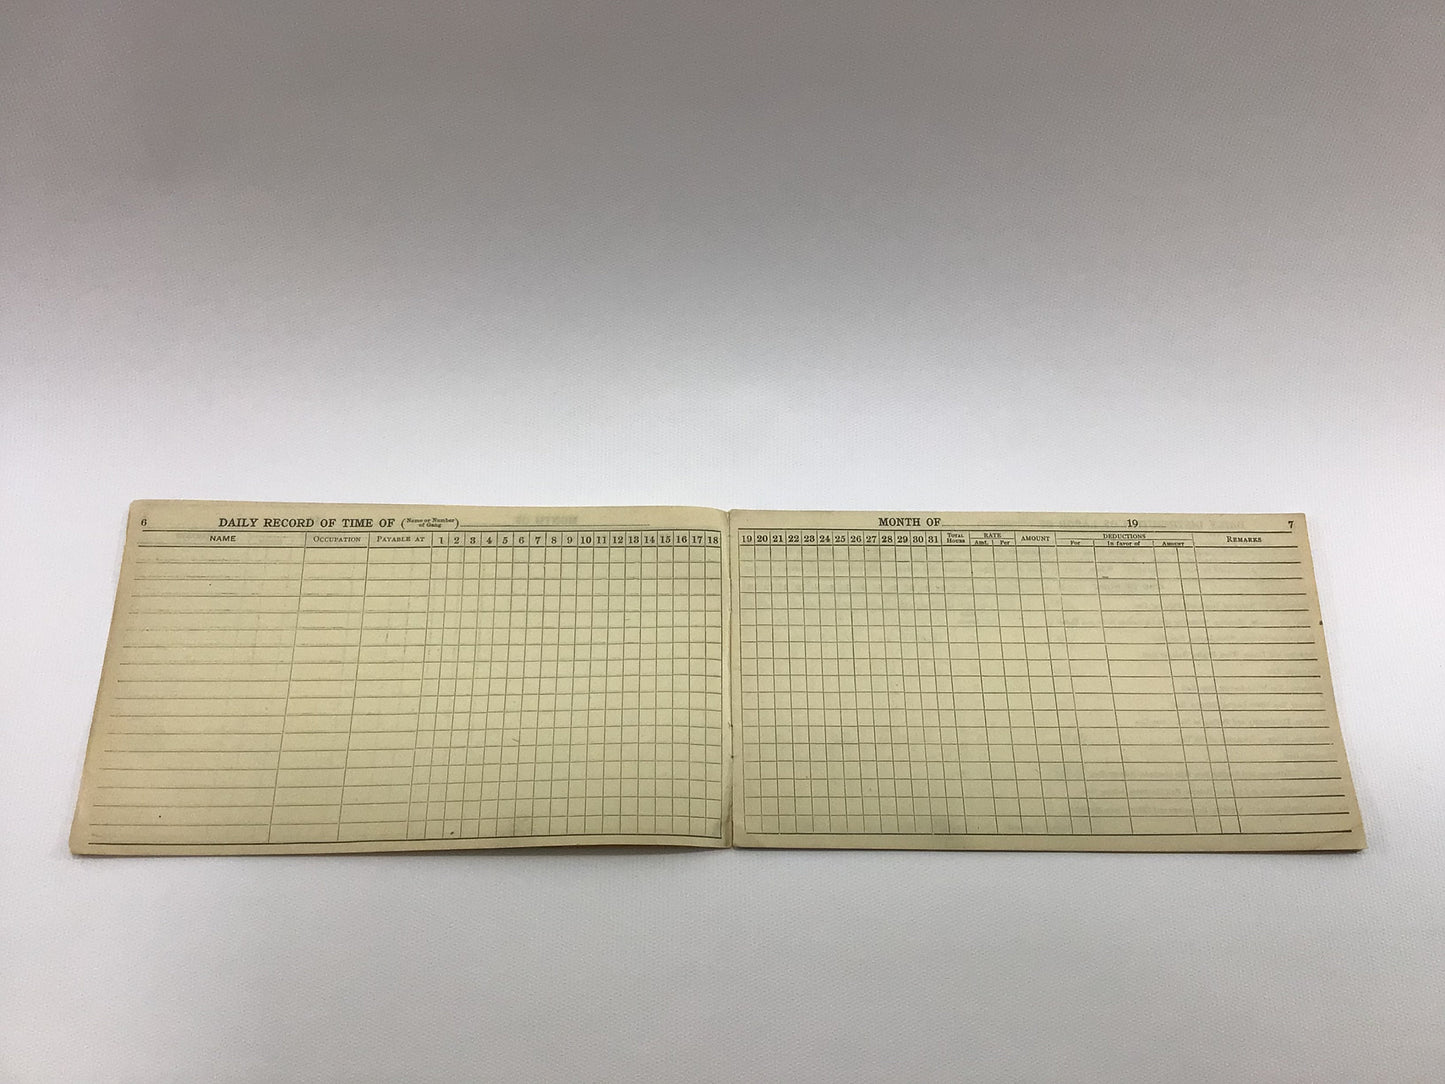 6 DAILY RECORD OF TIME OF (Name or Number of Gang)
NAME OCCUPATION PAYABLE AT 1 2 3 4 5 6 7 8 9 10 11 12 13 14 15 16 17 18
MONTH OF 19 7
19 20 21 22 23 24 25 26 27 28 29 30 31 TOTAL HOURS RATE Amt. Per AMOUNT DEDUCTIONS For In favor of AMOUNT REMARKS